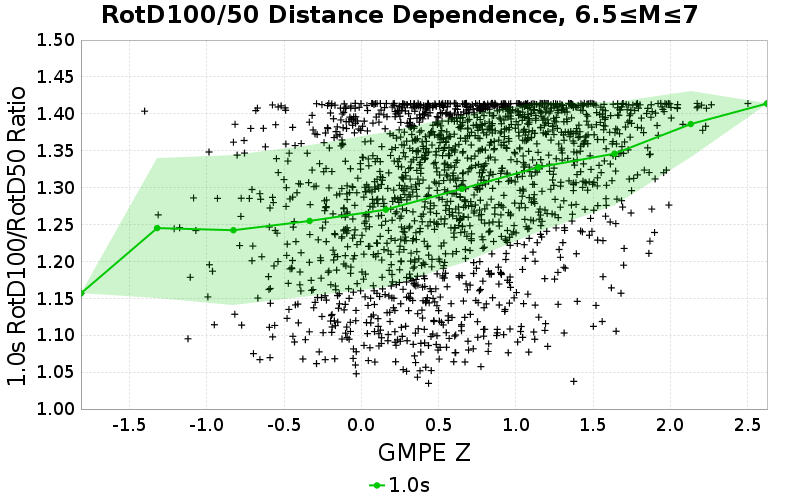 RotD100/50 Distance Dependence, 6.5≤M≤7
1.0s RotD100/RotD50 Ratio
1.50
1.45
1.40
1.35
1.30
1.25
1.20
1.15
1.10
1.05
1.00
-1.5 -1.0 -0.5 0.0 0.5 1.0 1.5 2.0 2.5
GMPE Z
1.0s